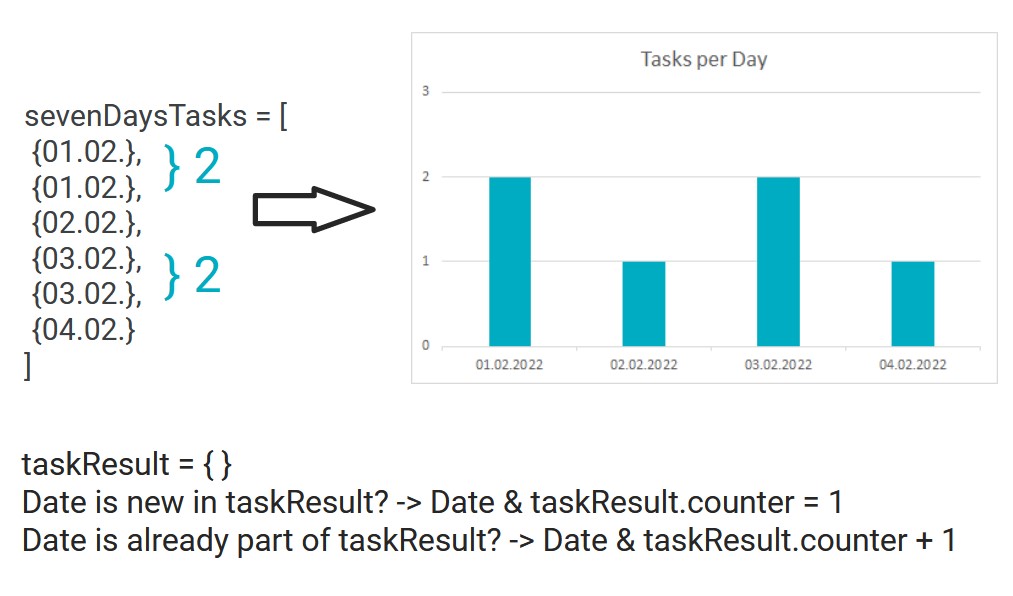 sevenDaysTasks = [
{01.02.},
{01.02.},
} 2
{02.02.},
{03.02.},
{03.02.},
} 2
{04.02.}
]
Tasks per Day
3
2
1
0
01.02.2022 02.02.2022 03.02.2022 04.02.2022
taskResult = { }
Date is new in taskResult? -> Date & taskResult.counter = 1
Date is already part of taskResult? -> Date & taskResult.counter + 1